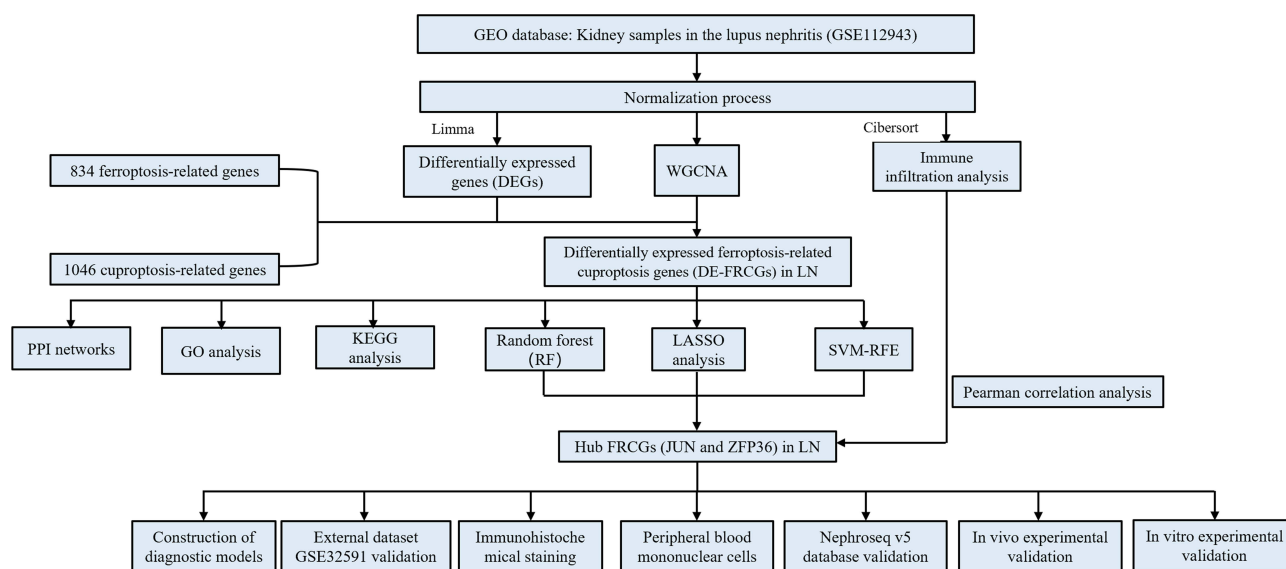 GEO database: Kidney samples in the lupus nephritis (GSE112943)
Normalization process
Limma
Cibersort
834 ferroptosis-related genes
Differentially expressed
genes (DEGs)
WGCNA
Immune
infiltration analysis
1046 cuproptosis-related genes
Differentially expressed ferroptosis-related
cuproptosis genes (DE-FRCGs) in LN
PPI networks
GO analysis
KEGG
analysis
Random forest
(RF)
LASSO
analysis
SVM-RFE
Pearman correlation analysis
Hub FRCGs (JUN and ZFP36) in LN
Construction of
diagnostic models
External dataset
GSE32591 validation
Immunohistoche
mical staining
Peripheral blood
mononuclear cells
Nephroseq v5
database validation
In vivo experimental
validation
In vitro experimental
validation